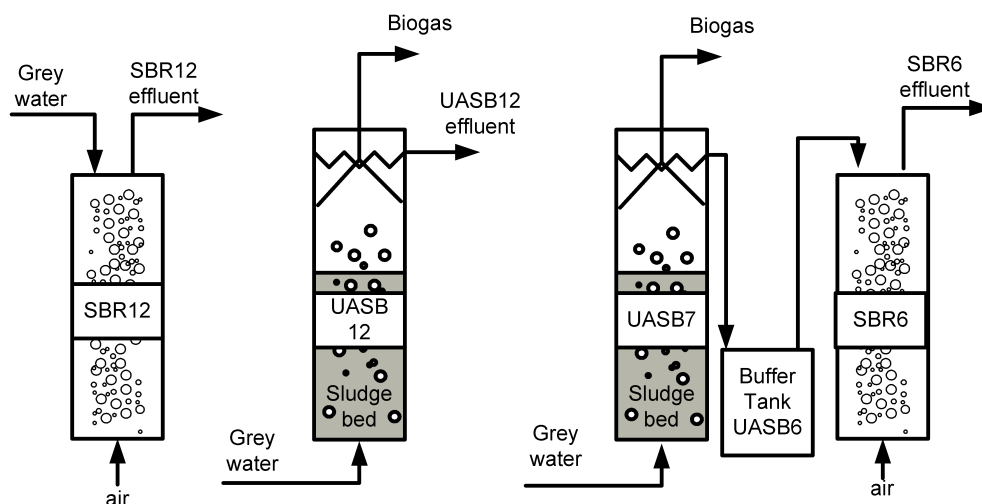 Grey
water
SBR12
effluent
SBR12
air
Biogas
UASB12
effluent
UASB
12
Sludge
bed
Grey
water
Biogas
UASB7
Sludge
bed
Grey
water
Buffer
Tank
UASB6
SBR6
effluent
SBR6
air